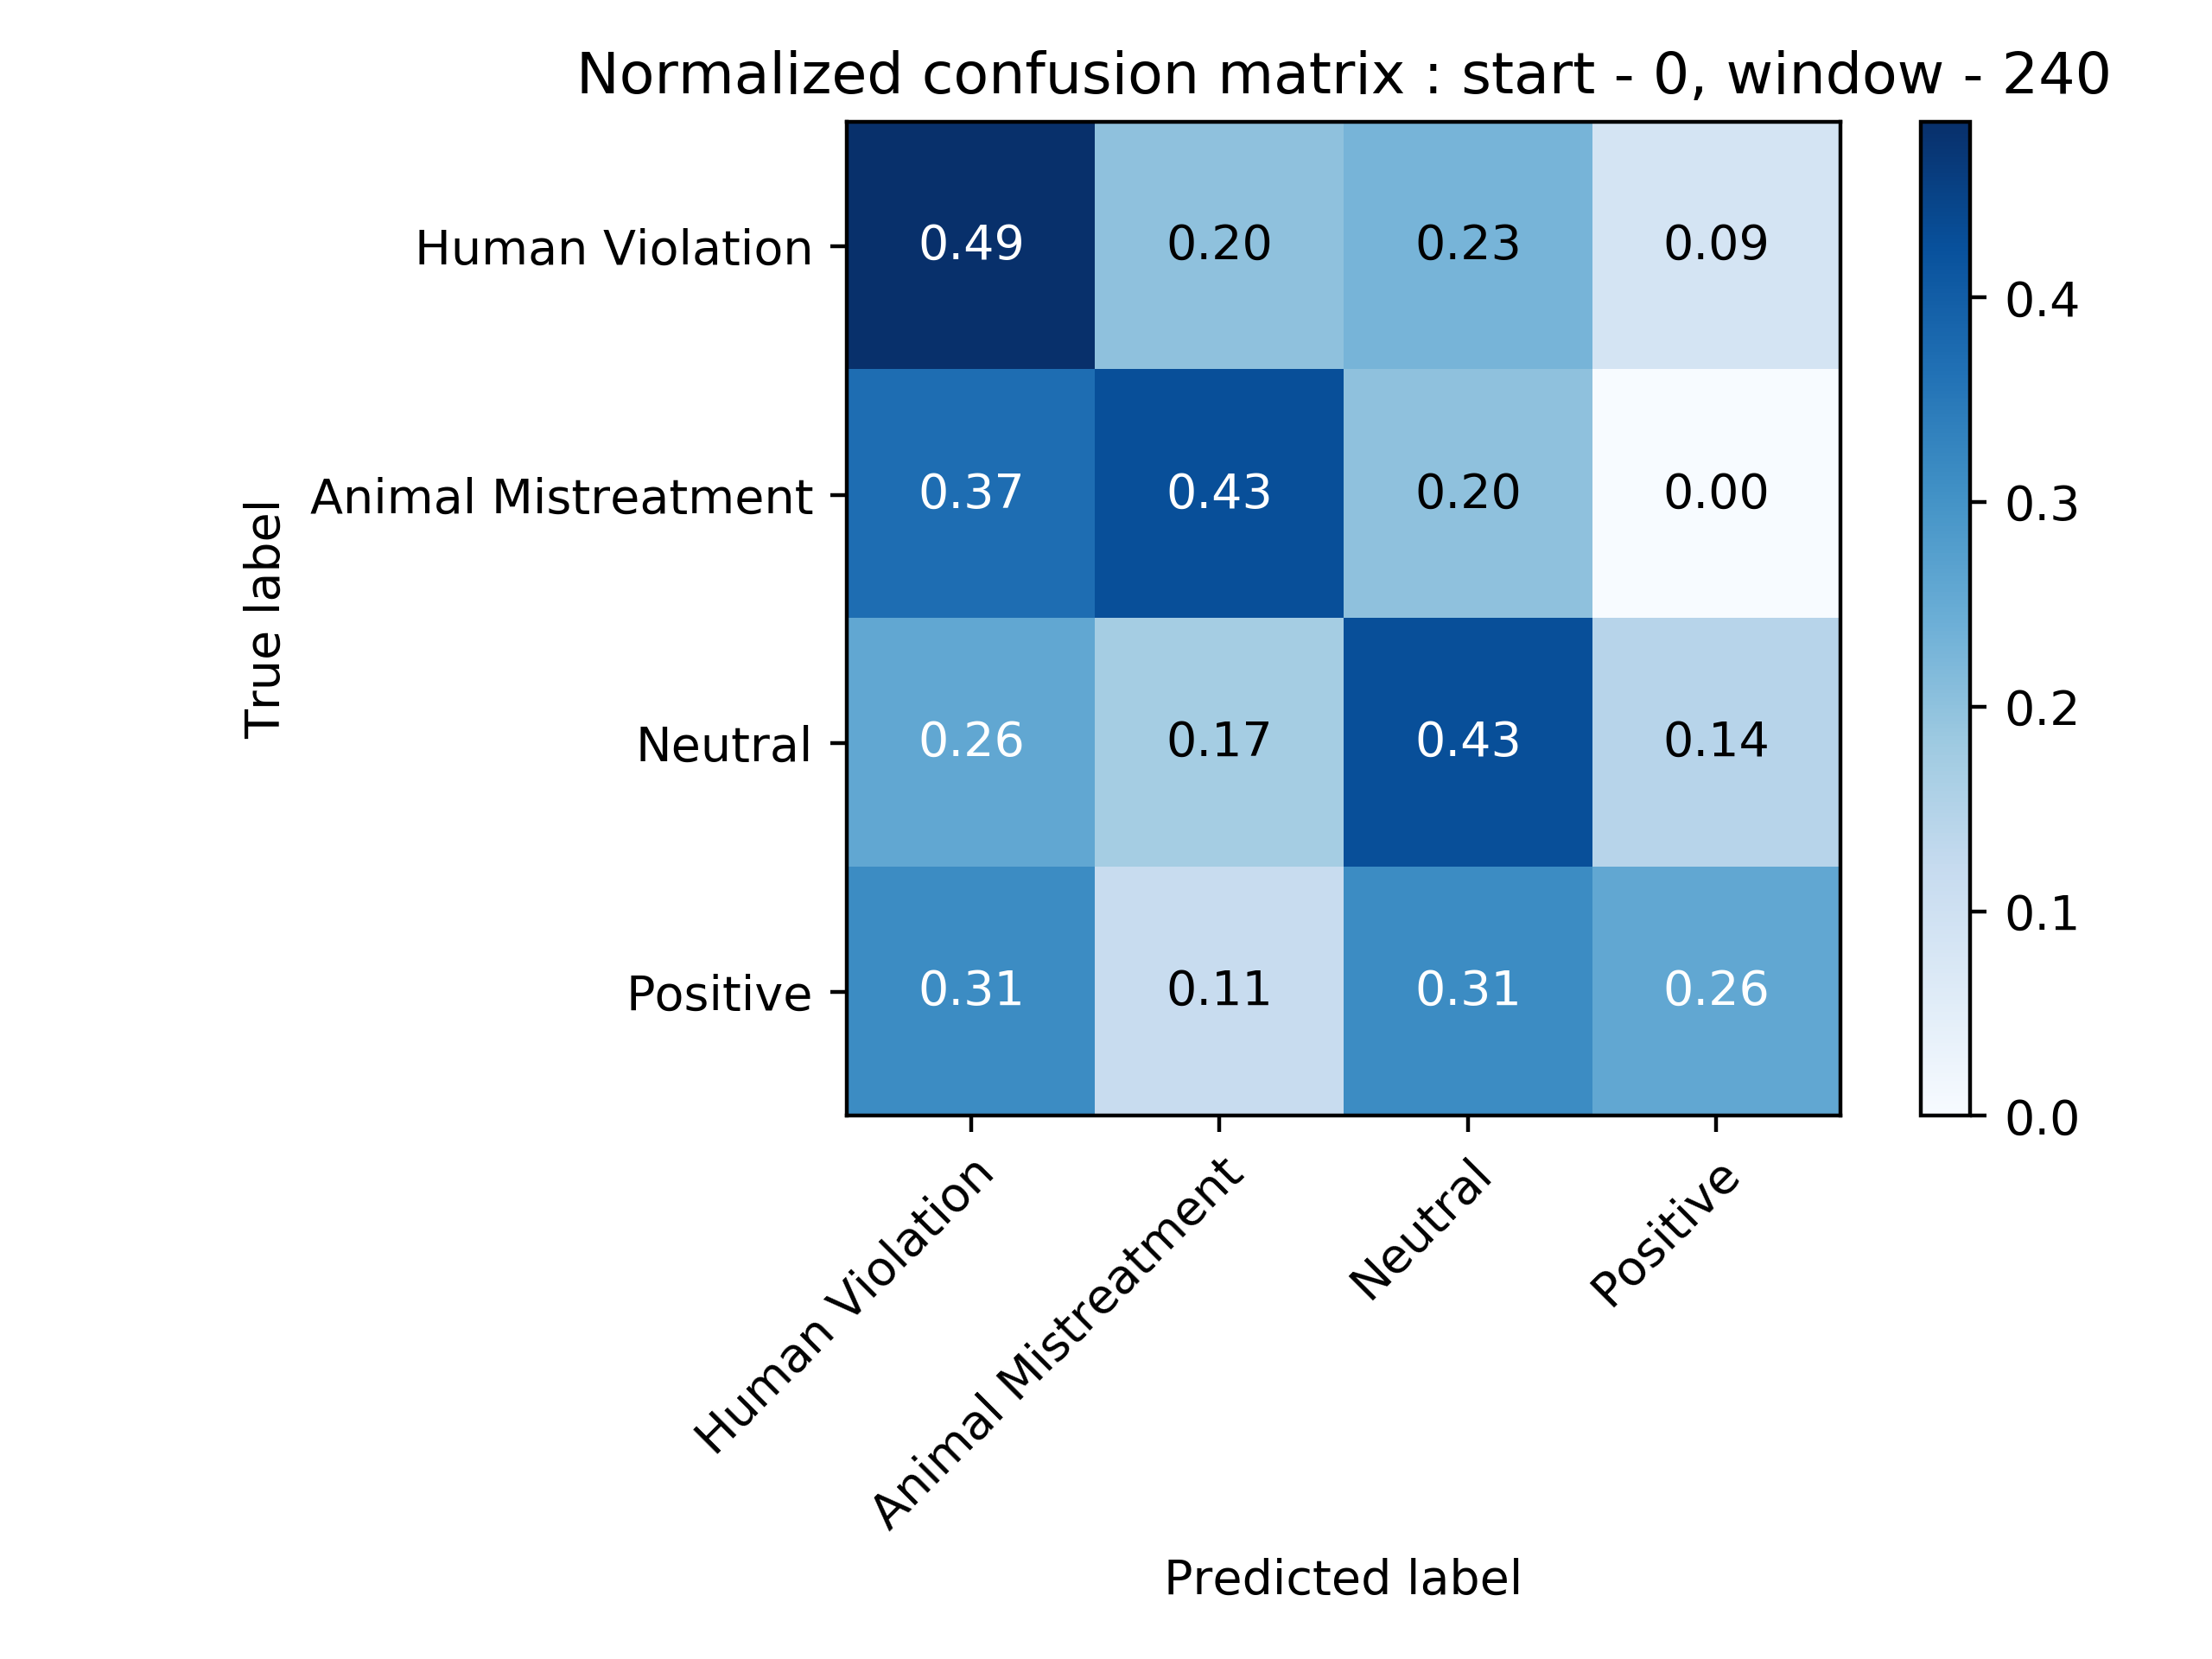 Normalized confusion matrix : start - 0, window - 240
True label
Human Violation
0.49 0.20 0.23 0.09
Animal Mistreatment
0.37 0.43 0.20 0.00
Neutral
0.26 0.17 0.43 0.14
Positive
0.31 0.11 0.31 0.26
Human Violation
Animal Mistreatment
Neutral
Positive
Predicted label
0.4
0.3
0.2
0.1
0.0